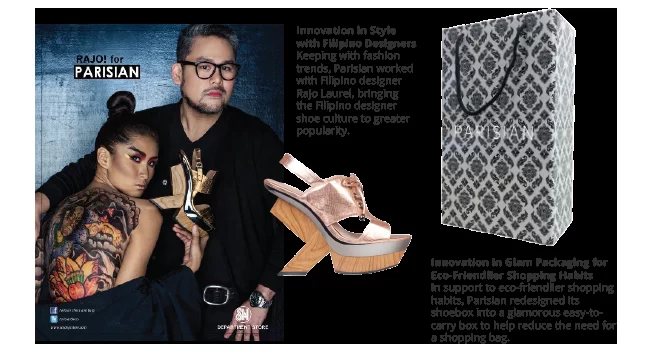 RAJO! for
PARISIAN
SM
DEPARTMENT STORE
Innovation in Style
with Filipino Designers
Keeping with fashion
trends, Parisian worked
with Filipino designer
Rajo Laurel, bringing
the Filipino designer
shoe culture to greater
popularity.
PARISIAN
Innovation in Glam Packaging for
Eco-Friendlier Shopping Habits
In support to eco-friendlier shopping
habits, Parisian redesigned its
shoebox into a glamorous easy-to-
carry box to help reduce the need for
a shopping bag.